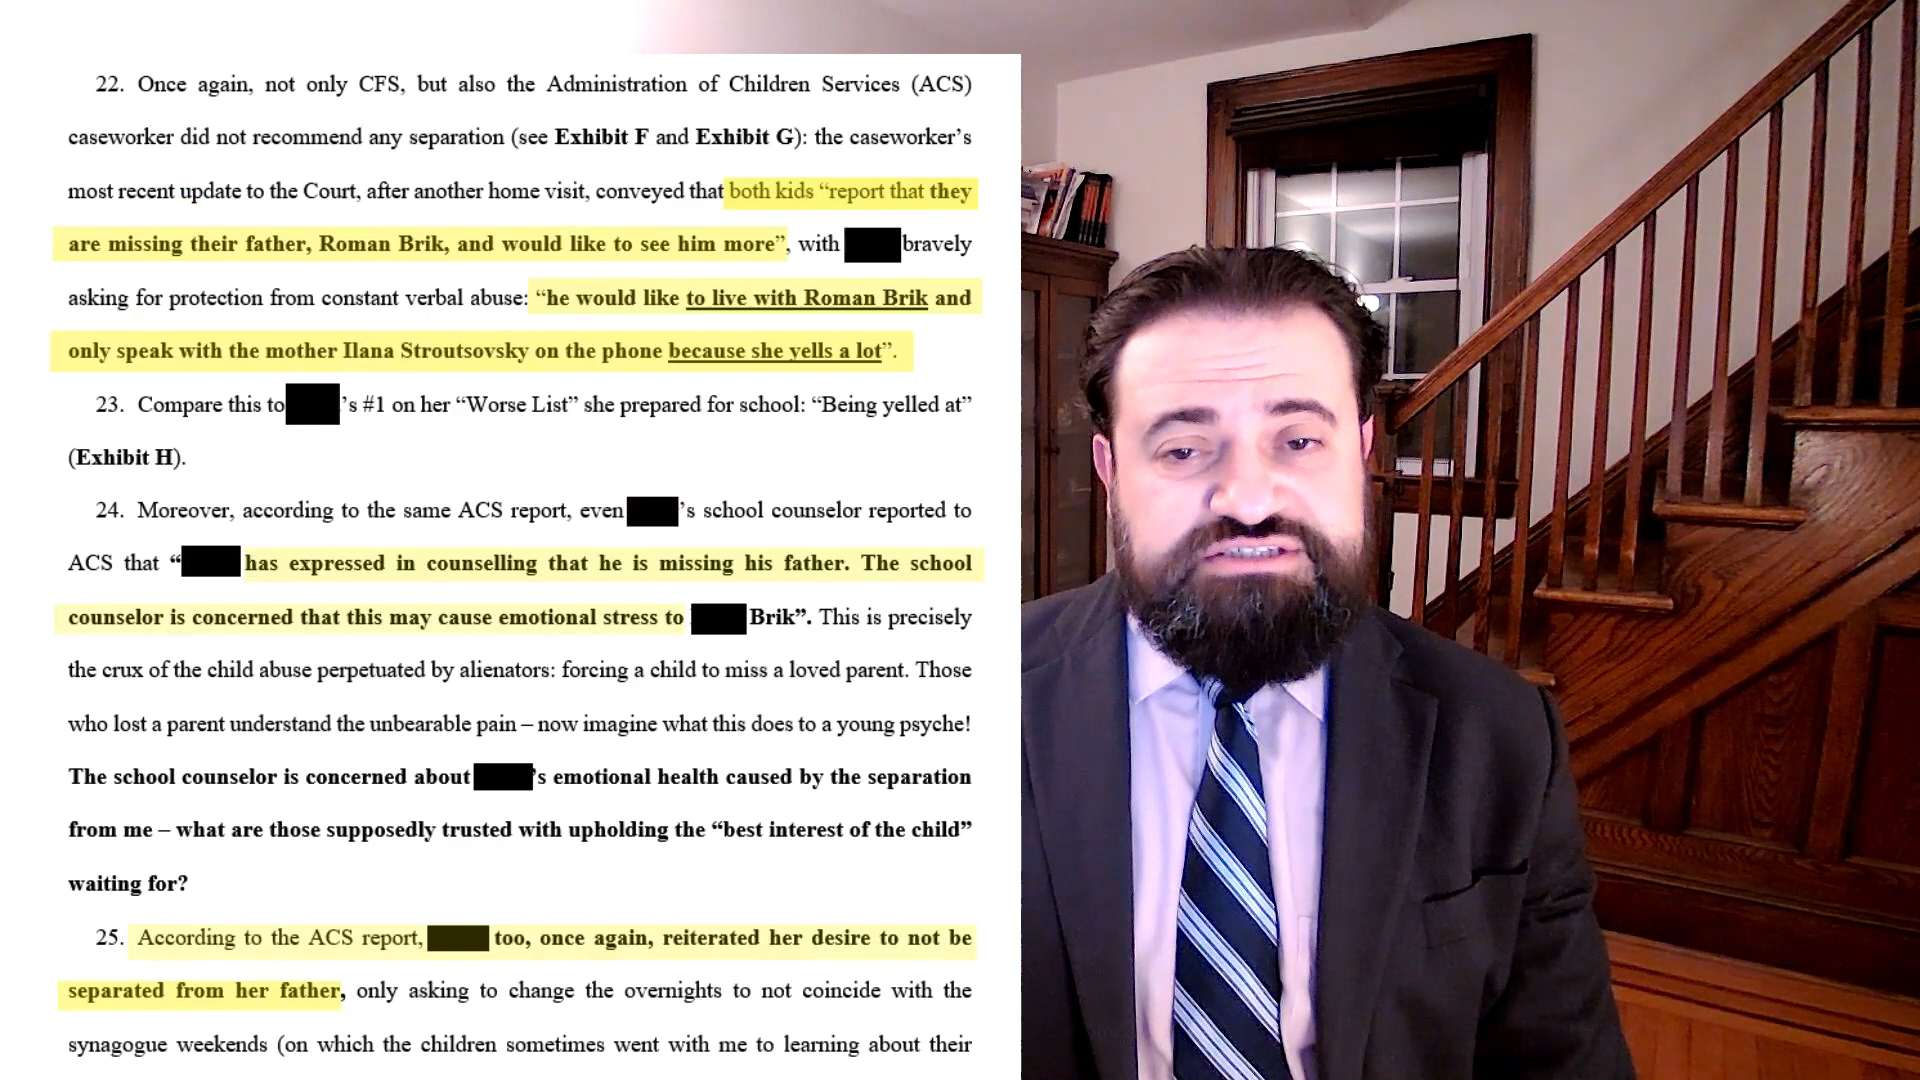 22. Once again, not only CFS, but also the Administration of Children Services (ACS)
caseworker did not recommend any separation (see Exhibit F and Exhibit G): the caseworker’s
most recent update to the Court, after another home visit, conveyed that both kids “report that they
are missing their father, Roman Brik, and would like to see him more”, with bravely
asking for protection from constant verbal abuse: “he would like to live with Roman Brik and
only speak with the mother Ilana Stroutsovsky on the phone because she yells a lot”.
23. Compare this to ’s #1 on her “Worse List” she prepared for school: “Being yelled at”
(Exhibit H).
24. Moreover, according to the same ACS report, even ’s school counselor reported to
ACS that “ has expressed in counselling that he is missing his father. The school
counselor is concerned that this may cause emotional stress to Brik”. This is precisely
the crux of the child abuse perpetuated by alienators: forcing a child to miss a loved parent. Those
who lost a parent understand the unbearable pain – now imagine what this does to a young psyche!
The school counselor is concerned about ’s emotional health caused by the separation
from me – what are those supposedly trusted with upholding the “best interest of the child”
waiting for?
25. According to the ACS report, too, once again, reiterated her desire to not be
separated from her father, only asking to change the overnights to not coincide with the
synagogue weekends (on which the children sometimes went with me to learning about their